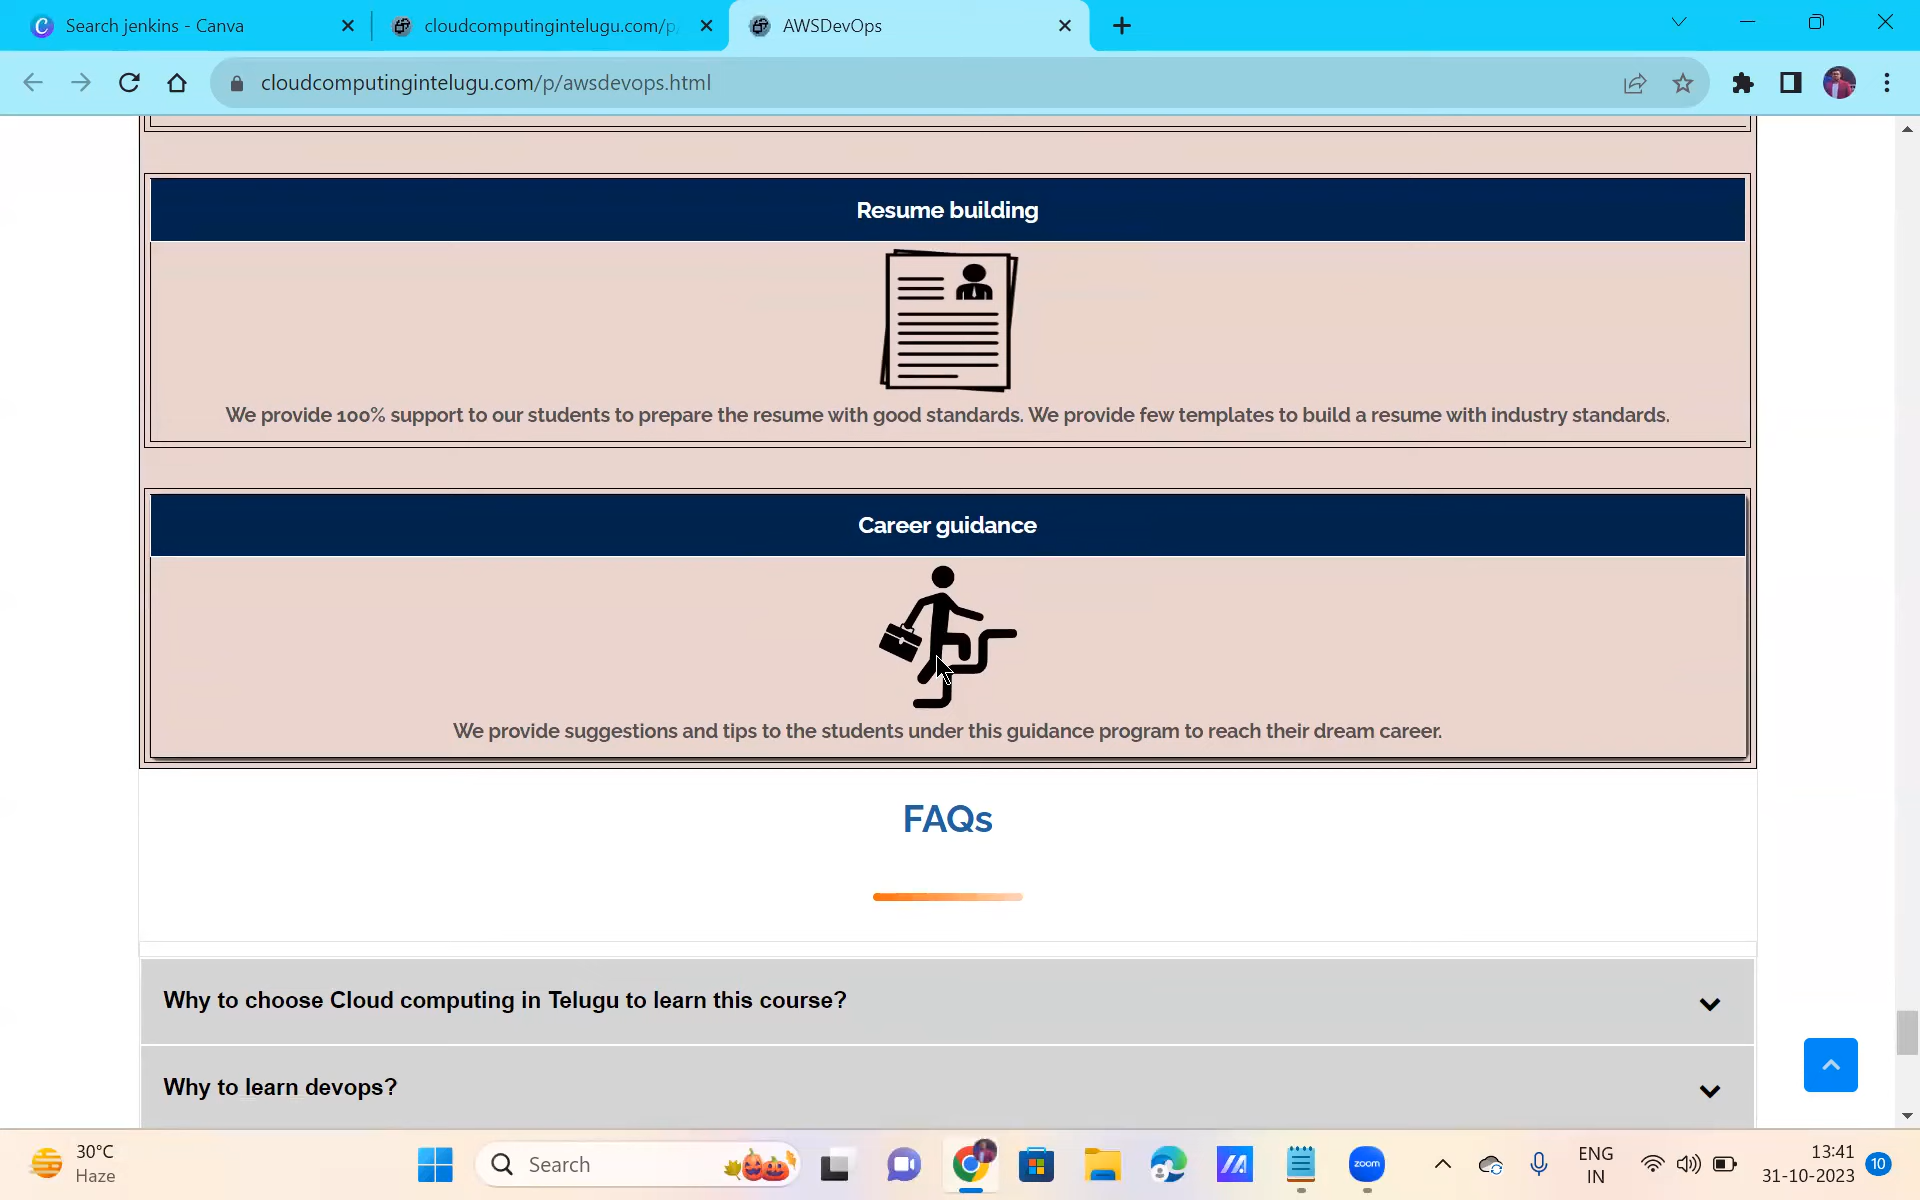 Search jenkins - Canva
cloudcomputingintelugu.com/p
AWSDevOps
cloudcomputingintelugu.com/p/awsdevops.html
Resume building
We provide 100% support to our students to prepare the resume with good standards. We provide few templates to build a resume with industry standards.
Career guidance
We provide suggestions and tips to the students under this guidance program to reach their dream career.
FAQs
Why to choose Cloud computing in Telugu to learn this course?
Why to learn devops?
30°C
Haze
Search
zoom
ENG
IN
13:41
31-10-2023
10